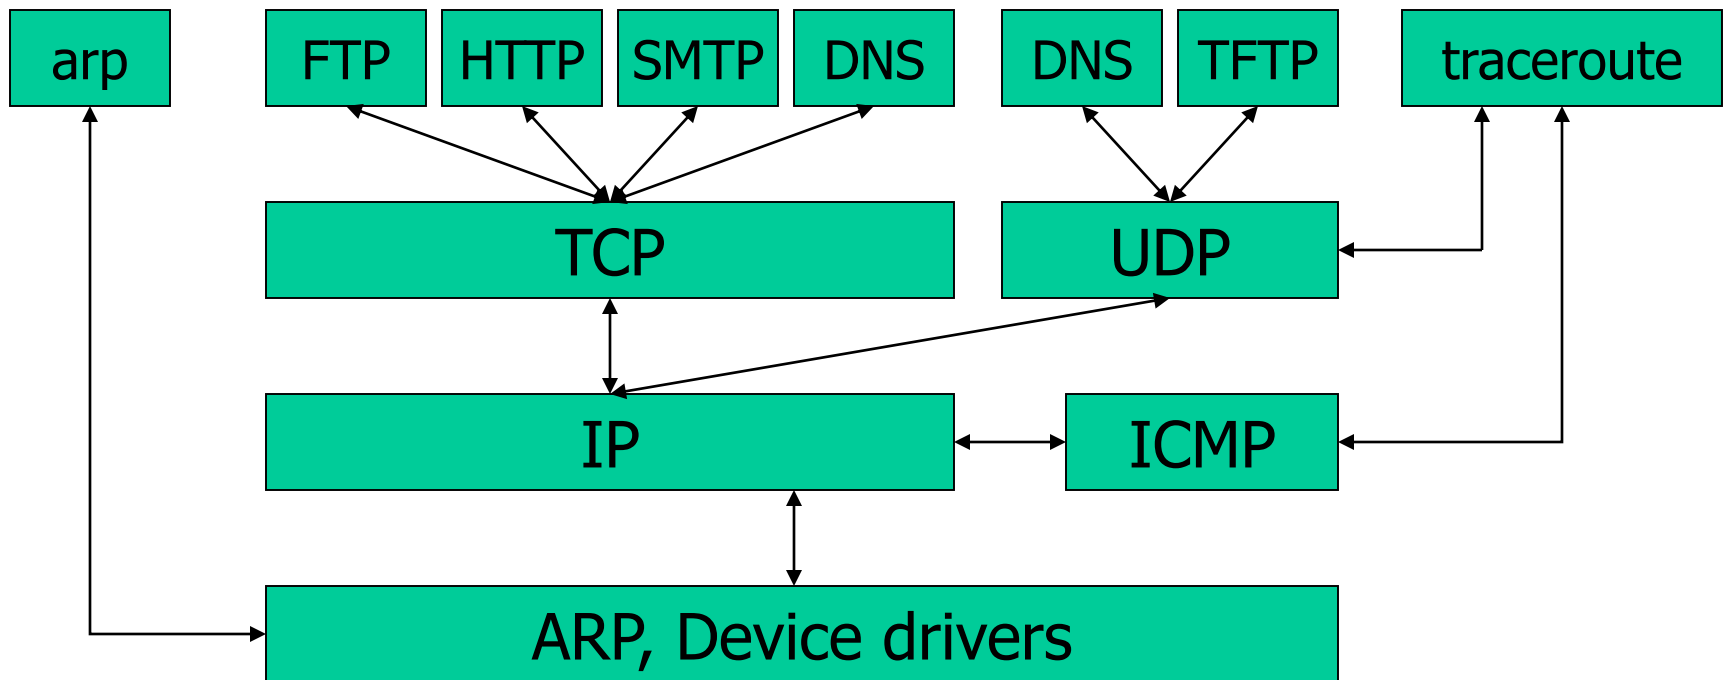 arp
FTP
HTTP
SMTP
DNS
DNS
TFTP
traceroute
TCP
UDP
IP
ICMP
ARP, Device drivers